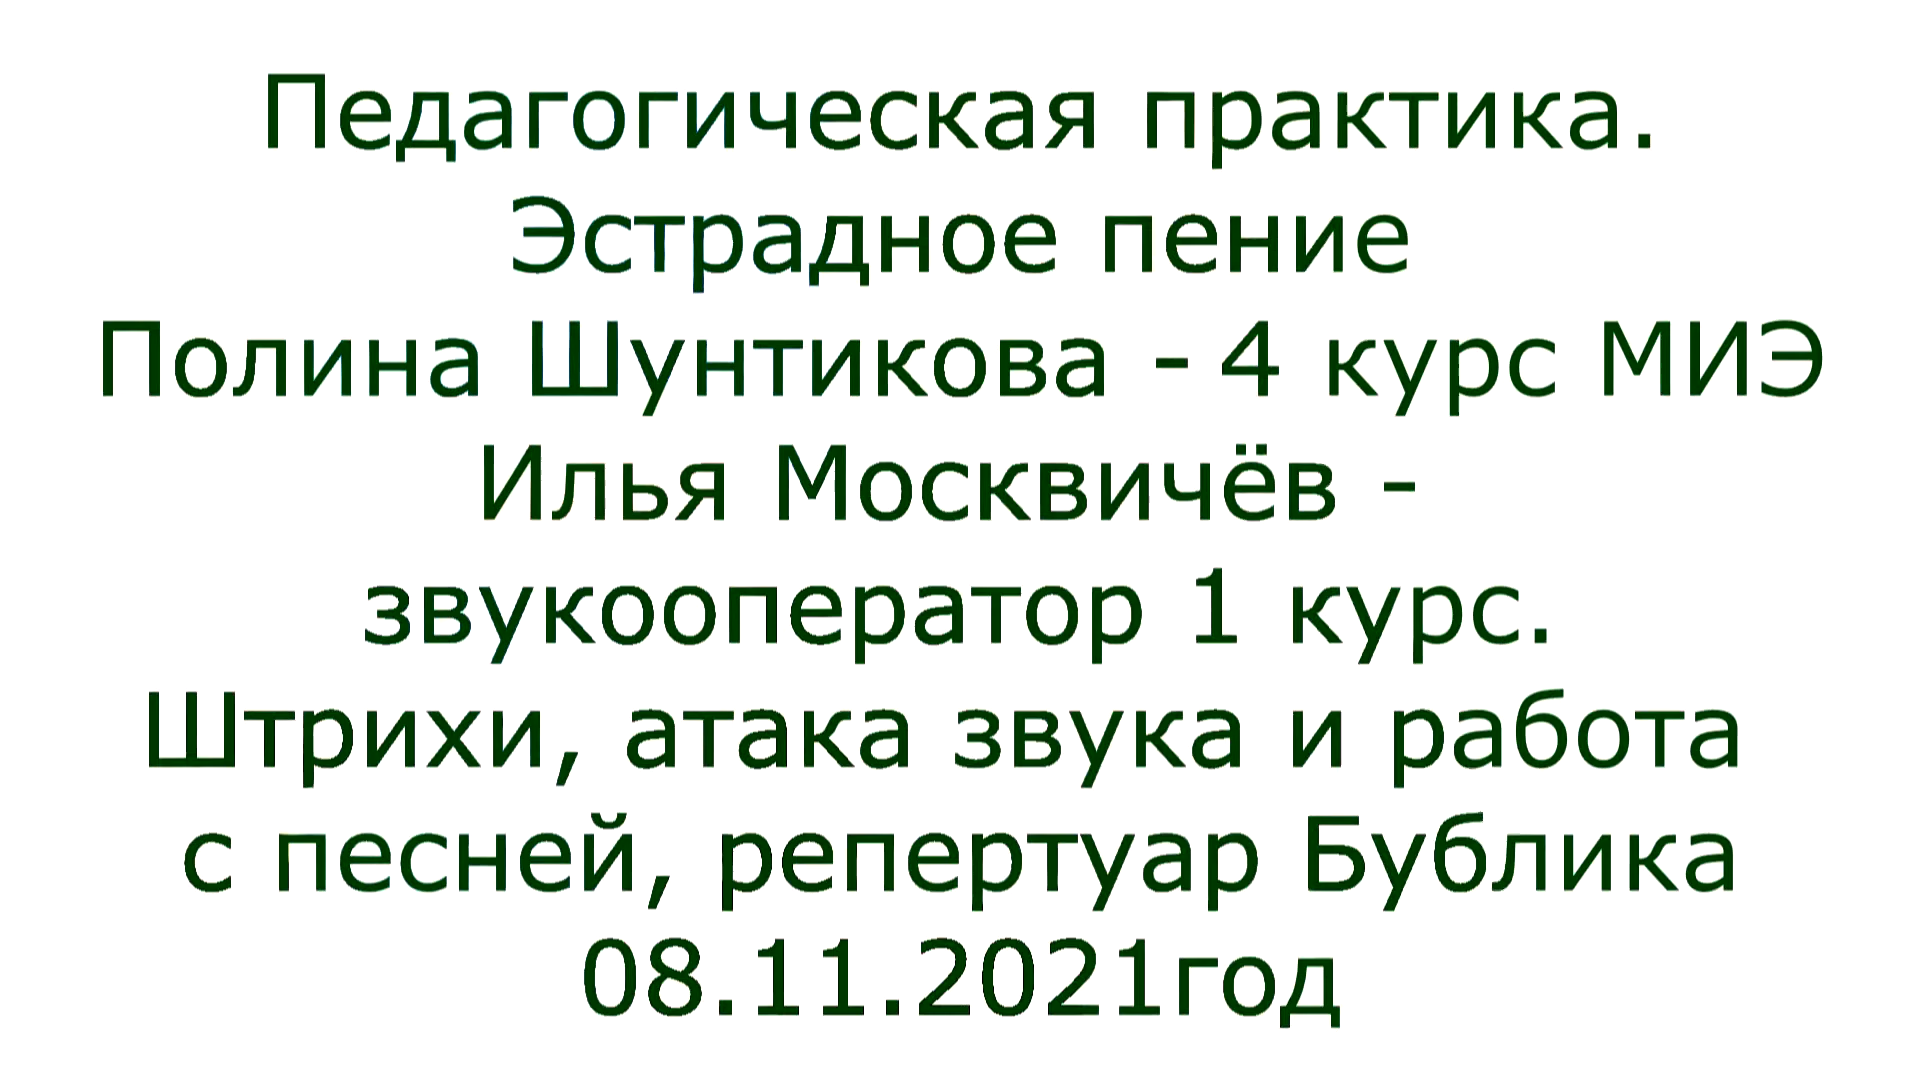 Педагогическая практика.
Эстрадное пение
Полина Шунтикова - 4 курс МИЭ
Илья Москвичёв -
звукооператор 1 курс.
Штрихи, атака звука и работа
с песней, репертуар Бублика
08.11.2021год